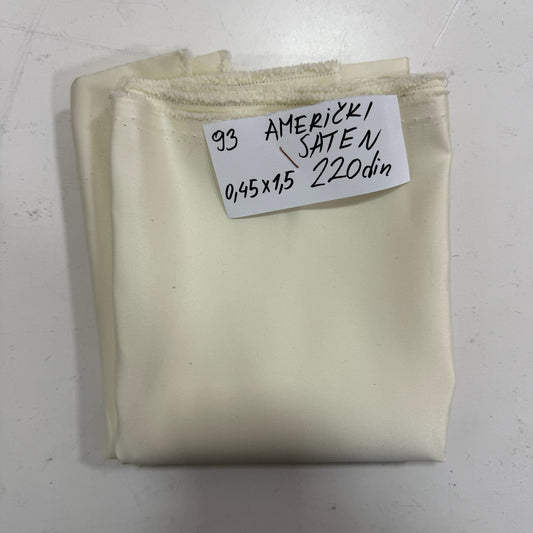 93 AMERIČKI
SATEN
0,45x1,5 220din